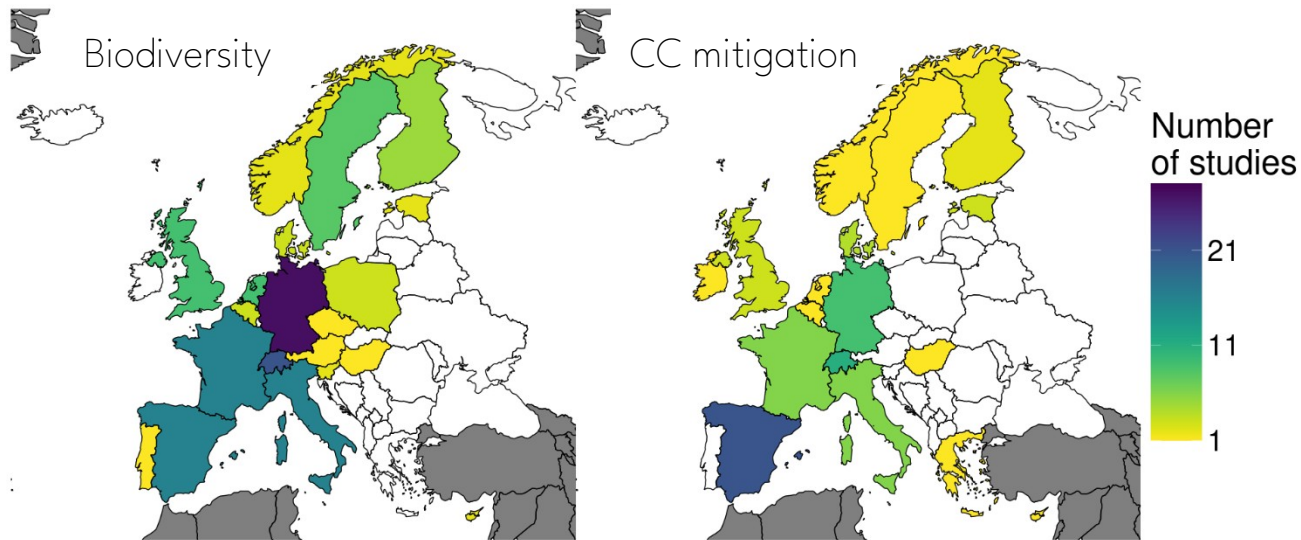 Biodiversity
CC mitigation
Number
of studies
21
11
1